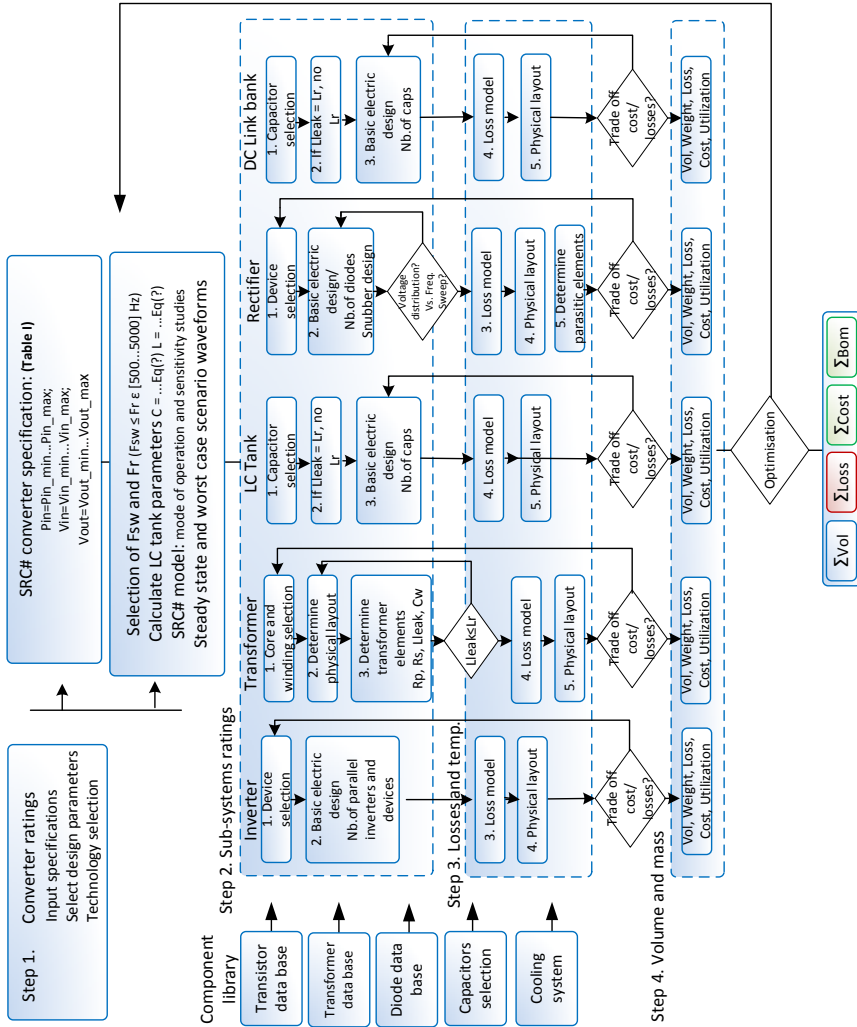 Step 1. Converter ratings
Input specifications
Select design parameters
Technology selection
SRC# converter specification: (Table I)
Pin=Pin_min...Pin_max;
Vin=Vin_min...Vin_max;
Vout=Vout_min...Vout_max
Selection of Fsw and Fr (Fsw ≤ Fr ε [500...5000] Hz)
Calculate LC tank parameters C = ...Eq(?) L = ...Eq(?)
SRC# model: mode of operation and sensitivity studies
Steady state and worst case scenario waveforms
Component
library
Transistor
data base
Transformer
data base
Diode data
base
Capacitors
selection
Cooling
system
Step 2. Sub-systems ratings
Inverter
1. Device
selection
2. Basic electric
design
Nb.of parallel
inverters and
devices
Transformer
1. Core and
winding selection
2. Determine
physical layout
3. Determine
transformer
elements
Rp, Rs, Lleak, Cw
Lleak≤Lr
LC Tank
1. Capacitor
selection
2. If Lleak = Lr, no
Lr
3. Basic electric
design
Nb.of caps
Rectifier
1. Device
selection
2. Basic electric
design/
Nb.of diodes
Snubber design
Voltage
distribution?
Vs. Freq.
Sweep?
DC Link bank
1. Capacitor
selection
2. If Lleak = Lr, no
Lr
3. Basic electric
design
Nb.of caps
Step 3. Losses and temp.
3. Loss model
4. Physical layout
Trade off
cost/
losses?
4. Loss model
5. Physical layout
Trade off
cost/
losses?
4. Loss model
5. Physical layout
Trade off
cost/
losses?
3. Loss model
4. Physical layout
5. Determine
parasitic elements
Trade off
cost/
losses?
4. Loss model
5. Physical layout
Trade off
cost/
losses?
Step 4. Volume and mass
Vol, Weight, Loss,
Cost, Utilization
Vol, Weight, Loss,
Cost, Utilization
Vol, Weight, Loss,
Cost, Utilization
Vol, Weight, Loss,
Cost, Utilization
Vol, Weight, Loss,
Cost, Utilization
Optimisation
ΣVol
ΣLoss
ΣCost
ΣBom